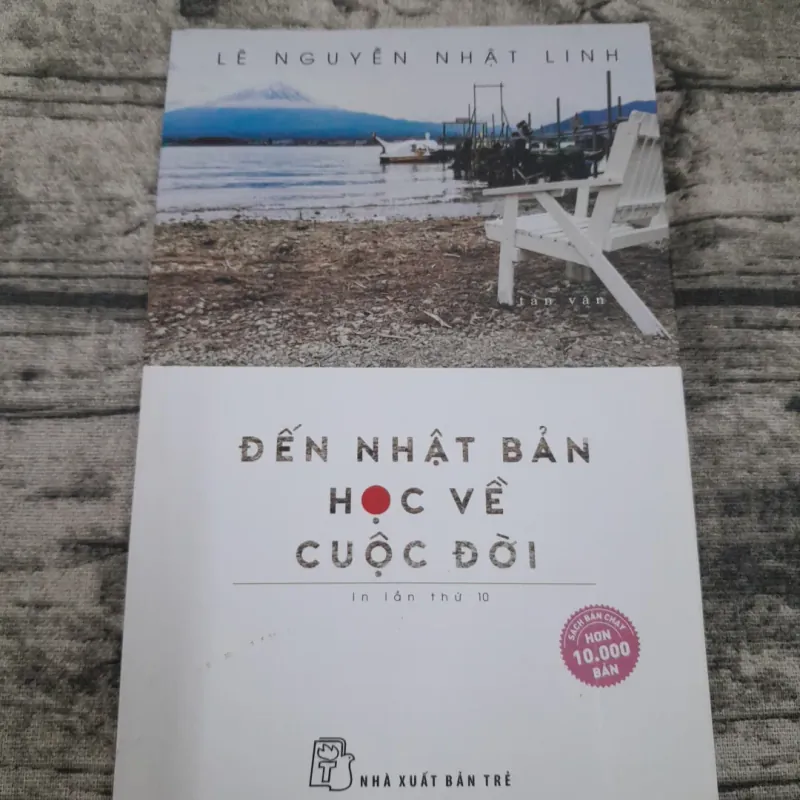 LÊ NGUYỄN NHẬT LINH
tản văn
ĐẾN NHẬT BẢN
HỌC VỀ
CUỘC ĐỜI
In lần thứ 10
SÁCH BÁN CHẠY
HƠN
10.000
BẢN
T
NHÀ XUẤT BẢN TRẺ